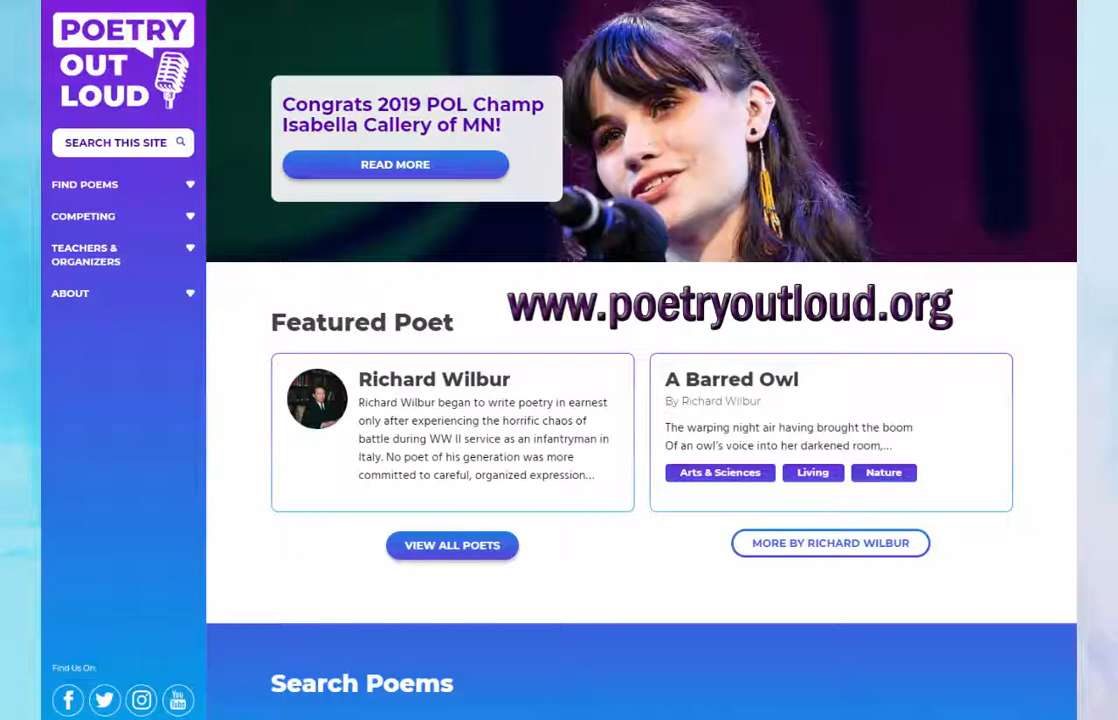 POETRY
OUT
LOUD
SEARCH THIS SITE
FIND POEMS
COMPETING
TEACHERS &
ORGANIZERS
ABOUT
Find Us On:
You
Tube
Congrats 2019 POL Champ
Isabella Callery of MN!
READ MORE
www.poetryoutloud.org
Featured Poet
Richard Wilbur
Richard Wilbur began to write poetry in earnest
only after experiencing the horrific chaos of
battle during WW II service as an infantryman in
Italy. No poet of his generation was more
committed to careful, organized expression...
VIEW ALL POETS
A Barred Owl
By Richard Wilbur
The warping night air having brought the boom
Of an owl's voice into her darkened room,...
Arts & Sciences Living Nature
MORE BY RICHARD WILBUR
Search Poems